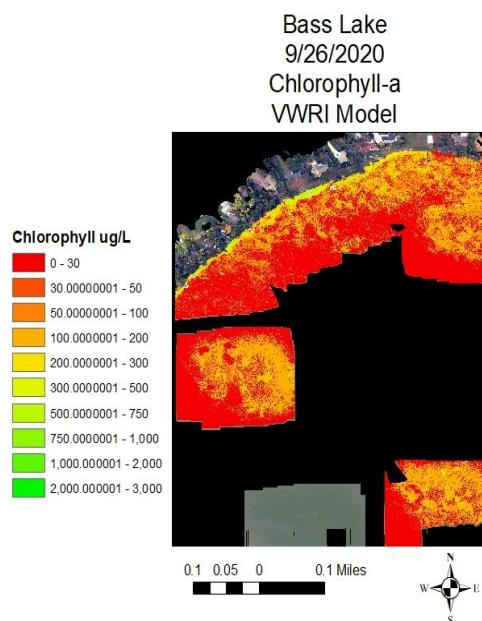 Bass Lake
9/26/2020
Chlorophyll-a
VWRI Model
Chlorophyll ug/L
0 - 30
30.00000001 - 50
50.00000001 - 100
100.0000001 - 200
200.0000001 - 300
300.0000001 - 500
500.0000001 - 750
750.0000001 - 1,000
1,000.000001 - 2,000
2,000.000001 - 3,000
0.1 0.05 0 0.1 Miles
N
W E
S